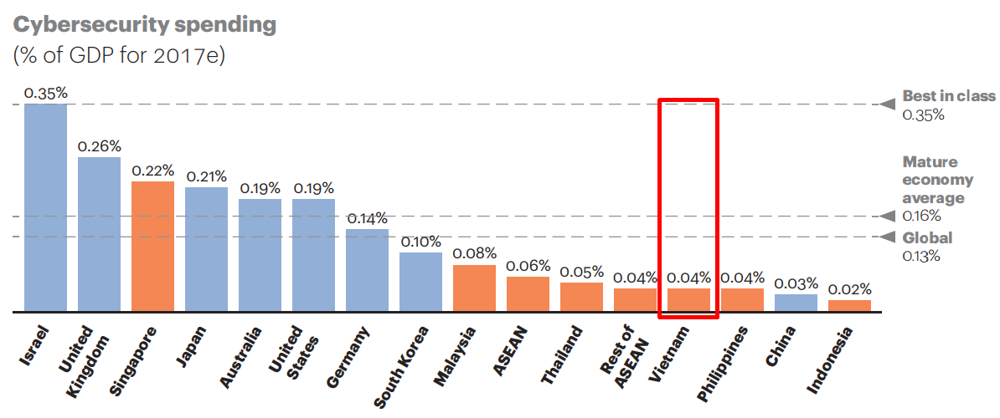 Cybersecurity spending
(% of GDP for 2017e)
0.35%
0.26%
0.22%
0.21%
0.19%
0.19%
0.14%
0.10%
0.08%
0.06%
0.05%
0.04%
0.04%
0.04%
0.03%
0.02%
Best in class
0.35%
Mature
economy
average
0.16%
Global
0.13%
Israel
United
Kingdom
Singapore
Japan
Australia
United
States
Germany
South Korea
Malaysia
ASEAN
Thailand
Rest of
ASEAN
Vietnam
Philippines
China
Indonesia